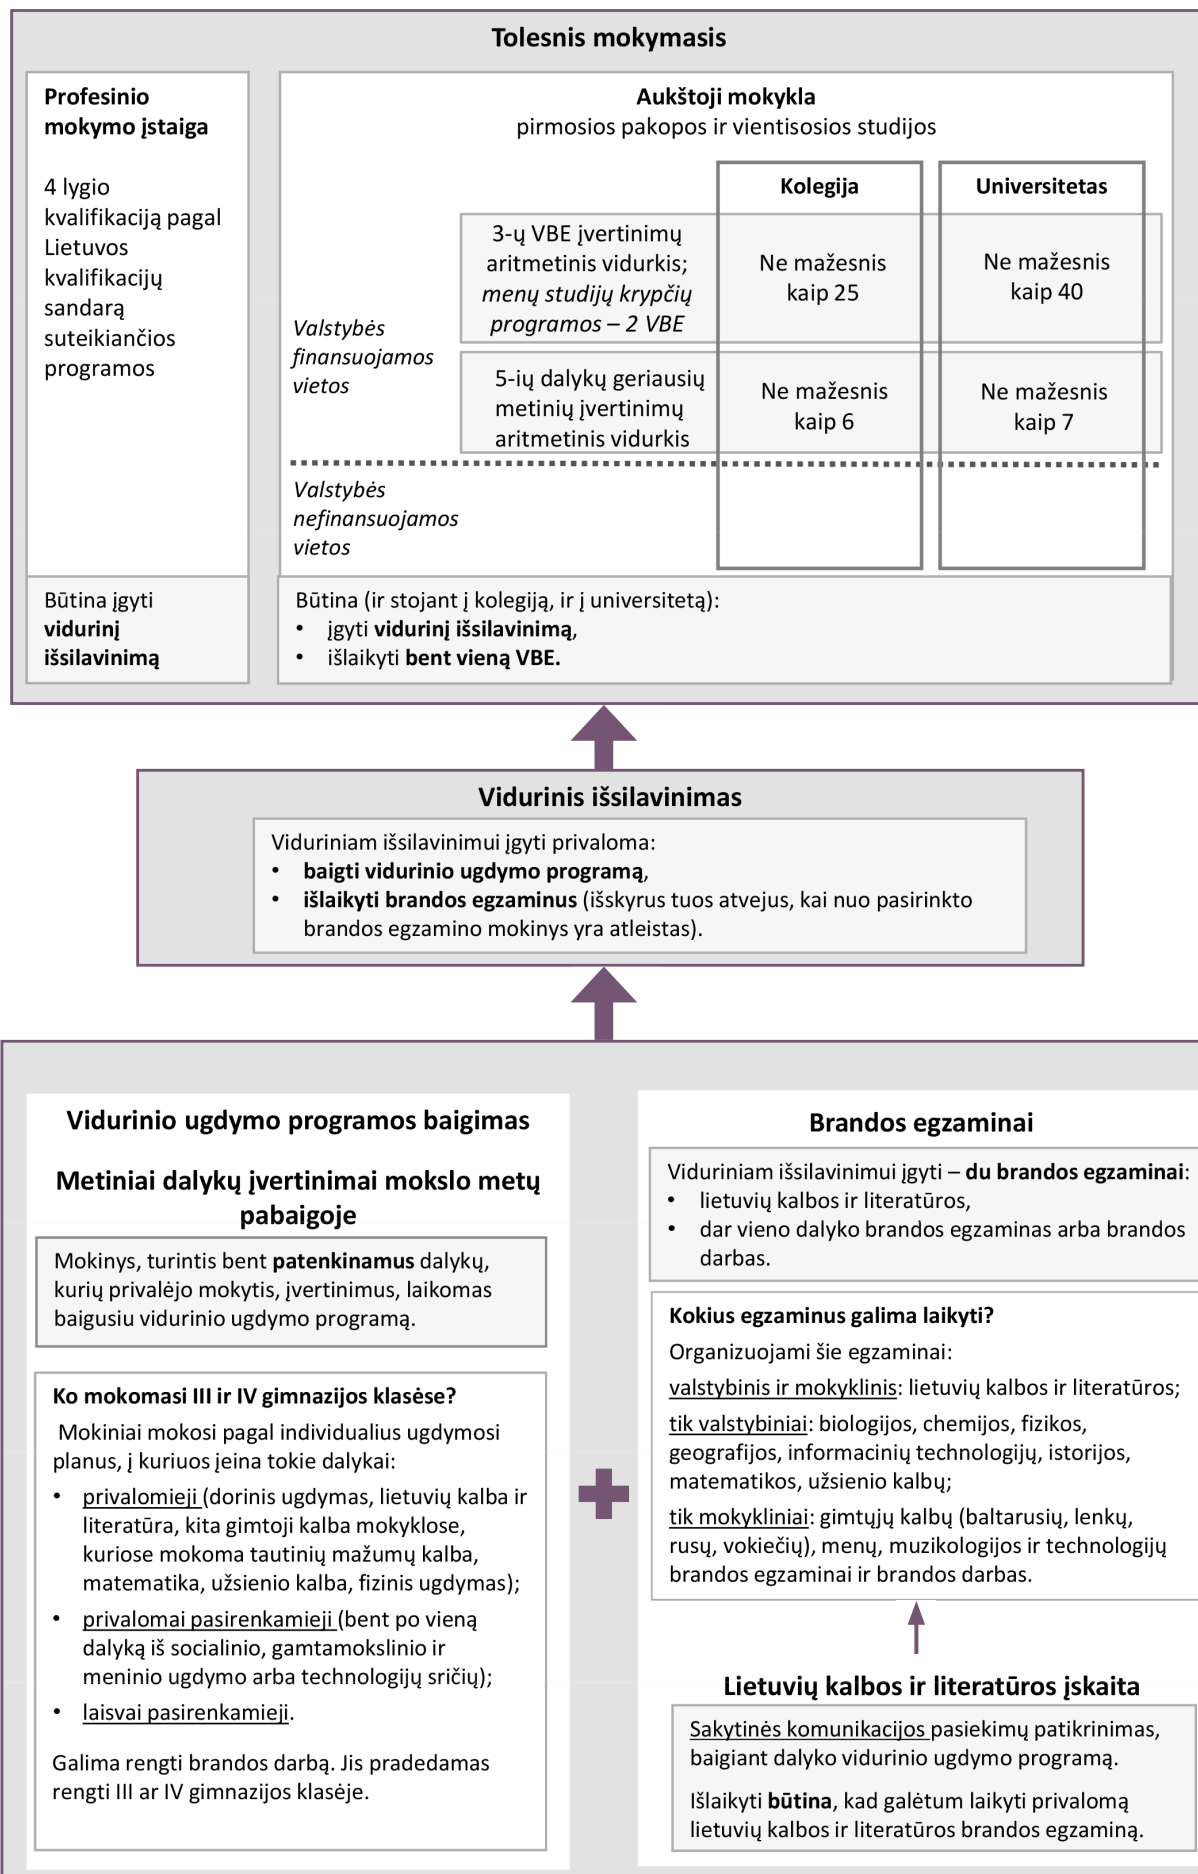 Tolesnis mokymasis
Profesinio
mokymo įstaiga
4 lygio
kvalifikaciją pagal
Lietuvos
kvalifikacijų
sandarą
suteikiančios
programos
Būtina įgyti
vidurinį
išsilavinimą
Aukštoji mokykla
pirmosios pakopos ir vientisosios studijos
Kolegija
Universitetas
Valstybės
finansuojamos
vietos
3-ų VBE įvertinimų
aritmetinis vidurkis;
menų studijų krypčių
programos – 2 VBE
Ne mažesnis
kaip 25
Ne mažesnis
kaip 40
5-ių dalykų geriausių
metinių įvertinimų
aritmetinis vidurkis
Ne mažesnis
kaip 6
Ne mažesnis
kaip 7
Valstybės
nefinansuojamos
vietos
Būtina (ir stojant į kolegiją, ir į universitetą):
• įgyti vidurinį išsilavinimą,
• išlaikyti bent vieną VBE.
Vidurinis išsilavinimas
Viduriniam išsilavinimui įgyti privaloma:
• baigti vidurinio ugdymo programą,
• išlaikyti brandos egzaminus (išskyrus tuos atvejus, kai nuo pasirinkto
brandos egzamino mokinys yra atleistas).
Vidurinio ugdymo programos baigimas
Metiniai dalykų įvertinimai mokslo metų
pabaigoje
Mokinys, turintis bent patenkinamus dalykų,
kurių privalėjo mokytis, įvertinimus, laikomas
baigusiu vidurinio ugdymo programą.
Ko mokomasi III ir IV gimnazijos klasėse?
Mokiniai mokosi pagal individualius ugdymosi
planus, į kuriuos įeina tokie dalykai:
• privalomieji (dorinis ugdymas, lietuvių kalba ir
literatūra, kita gimtoji kalba mokyklose,
kuriose mokoma tautinių mažumų kalba,
matematika, užsienio kalba, fizinis ugdymas);
• privalomai pasirenkamieji (bent po vieną
dalyką iš socialinio, gamtamokslinio ir
meninio ugdymo arba technologijų sričių);
• laisvai pasirenkamieji.
Galima rengti brandos darbą. Jis pradedamas
rengti III ar IV gimnazijos klasėje.
Brandos egzaminai
Viduriniam išsilavinimui įgyti – du brandos egzaminai:
• lietuvių kalbos ir literatūros,
• dar vieno dalyko brandos egzaminas arba brandos
darbas.
Kokius egzaminus galima laikyti?
Organizuojami šie egzaminai:
valstybinis ir mokyklinis: lietuvių kalbos ir literatūros;
tik valstybiniai: biologijos, chemijos, fizikos,
geografijos, informacinių technologijų, istorijos,
matematikos, užsienio kalbų;
tik mokykliniai: gimtųjų kalbų (baltarusių, lenkų,
rusų, vokiečių), menų, muzikologijos ir technologijų
brandos egzaminai ir brandos darbas.
Lietuvių kalbos ir literatūros įskaita
Sakytinės komunikacijos pasiekimų patikrinimas,
baigiant dalyko vidurinio ugdymo programą.
Išlaikyti būtina, kad galėtum laikyti privalomą
lietuvių kalbos ir literatūros brandos egzaminą.